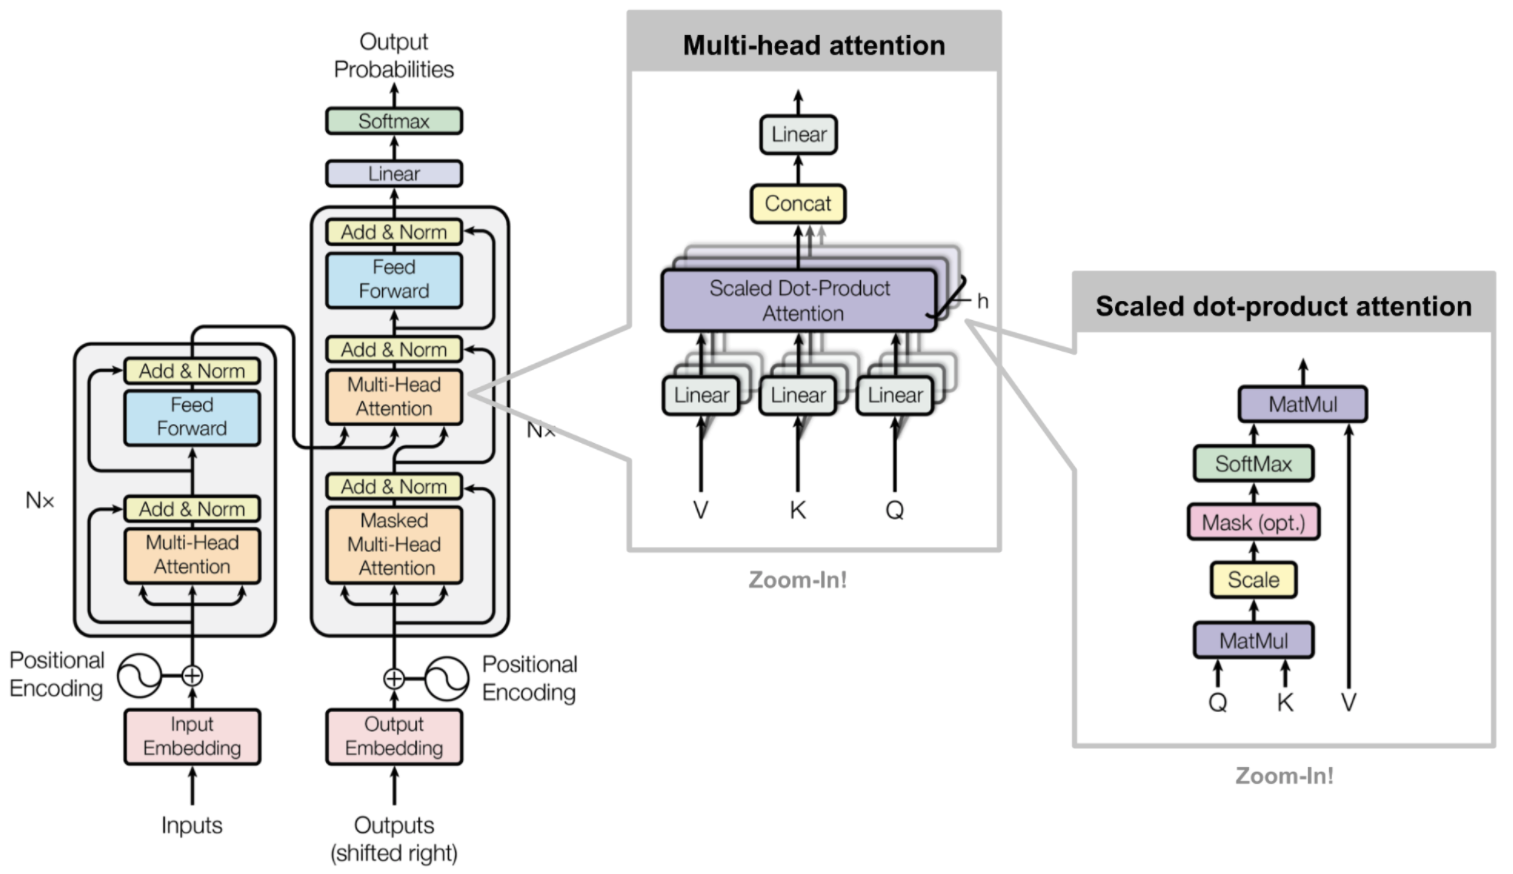 Output
Probabilities
Softmax
Linear
Add & Norm
Feed
Forward
Add & Norm
Multi-Head
Attention
Nx
Add & Norm
Masked
Multi-Head
Attention
Positional
Encoding
Output
Embedding
Outputs
(shifted right)
Add & Norm
Feed
Forward
Nx
Add & Norm
Multi-Head
Attention
Positional
Encoding
Input
Embedding
Inputs
Multi-head attention
Linear
Concat
Scaled Dot-Product
Attention
h
Linear Linear Linear
V K Q
Zoom-In!
Scaled dot-product attention
MatMul
SoftMax
Mask (opt.)
Scale
MatMul
Q K V
Zoom-In!